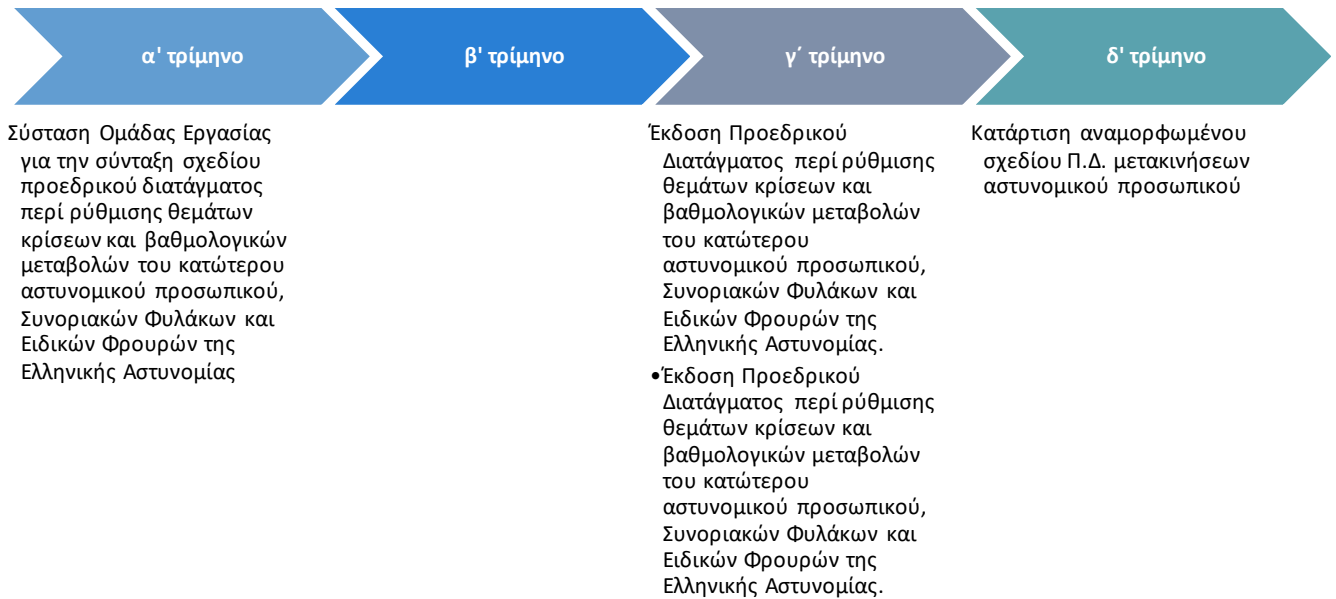 α' τρίμηνο
β' τρίμηνο
γ΄ τρίμηνο
δ' τρίμηνο
Σύσταση Ομάδας Εργασίας
για την σύνταξη σχεδίου
προεδρικού διατάγματος
περί ρύθμισης θεμάτων
κρίσεων και βαθμολογικών
μεταβολών του κατώτερου
αστυνομικού προσωπικού,
Συνοριακών Φυλάκων και
Ειδικών Φρουρών της
Ελληνικής Αστυνομίας
Έκδοση Προεδρικού
Διατάγματος περί ρύθμισης
θεμάτων κρίσεων και
βαθμολογικών μεταβολών
του κατώτερου
αστυνομικού προσωπικού,
Συνοριακών Φυλάκων και
Ειδικών Φρουρών της
Ελληνικής Αστυνομίας.
•Έκδοση Προεδρικού
Διατάγματος περί ρύθμισης
θεμάτων κρίσεων και
βαθμολογικών μεταβολών
του κατώτερου
αστυνομικού προσωπικού,
Συνοριακών Φυλάκων και
Ειδικών Φρουρών της
Ελληνικής Αστυνομίας.
Κατάρτιση αναμορφωμένου
σχεδίου Π.Δ. μετακινήσεων
αστυνομικού προσωπικού